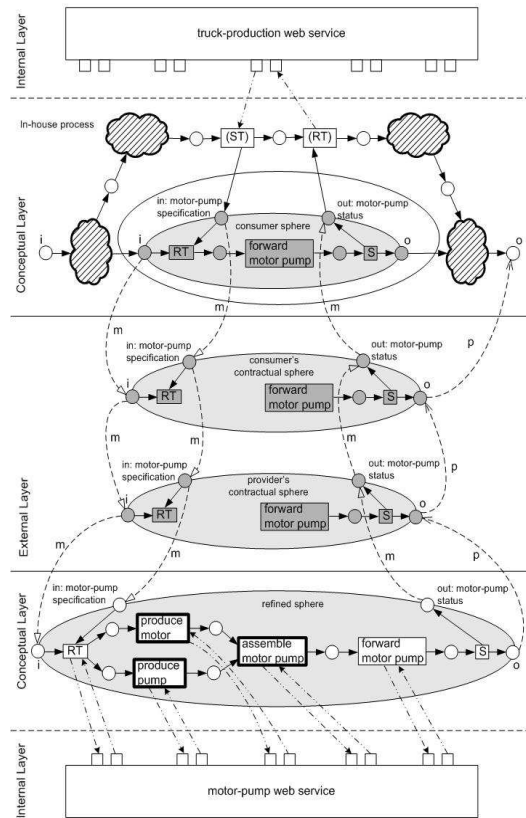 Internal Layer
truck-production web service
Conceptual Layer
In-house process
(ST)
(RT)
in: motor-pump
specification
out: motor-pump
status
consumer sphere
i
i
RT
forward
motor pump
S
o
o
m
m
m
m
p
External Layer
in: motor-pump
specification
out: motor-pump
status
consumer's
contractual sphere
i
RT
forward
motor pump
S
o
m
m
m
p
in: motor-pump
specification
out: motor-pump
status
provider's
contractual sphere
i
RT
forward
motor pump
S
o
m
m
m
p
Conceptual Layer
in: motor-pump
specification
out: motor-pump
status
refined sphere
produce
motor
i
RT
assemble
motor pump
forward
motor pump
S
o
produce
pump
Internal Layer
motor-pump web service